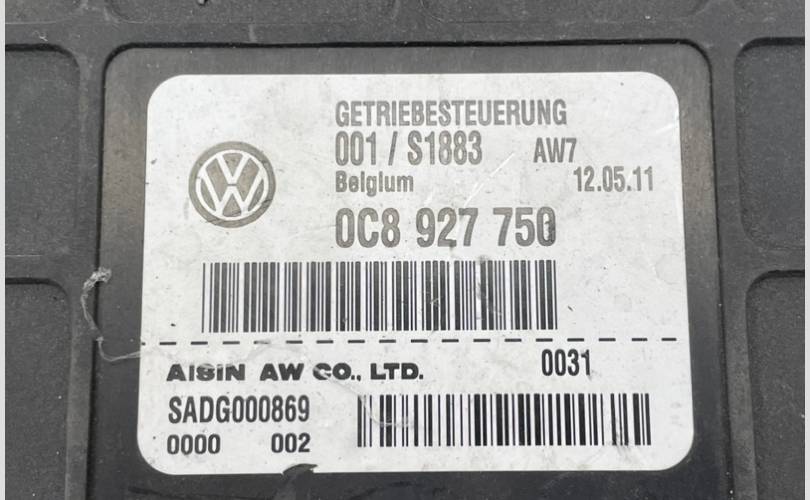 GETRIEBESTEUERUNG
001 / S1883 AW7
Belgium 12.05.11
0C8 927 750
AISIN AW CO., LTD. 0031
SADG000869
0000 002